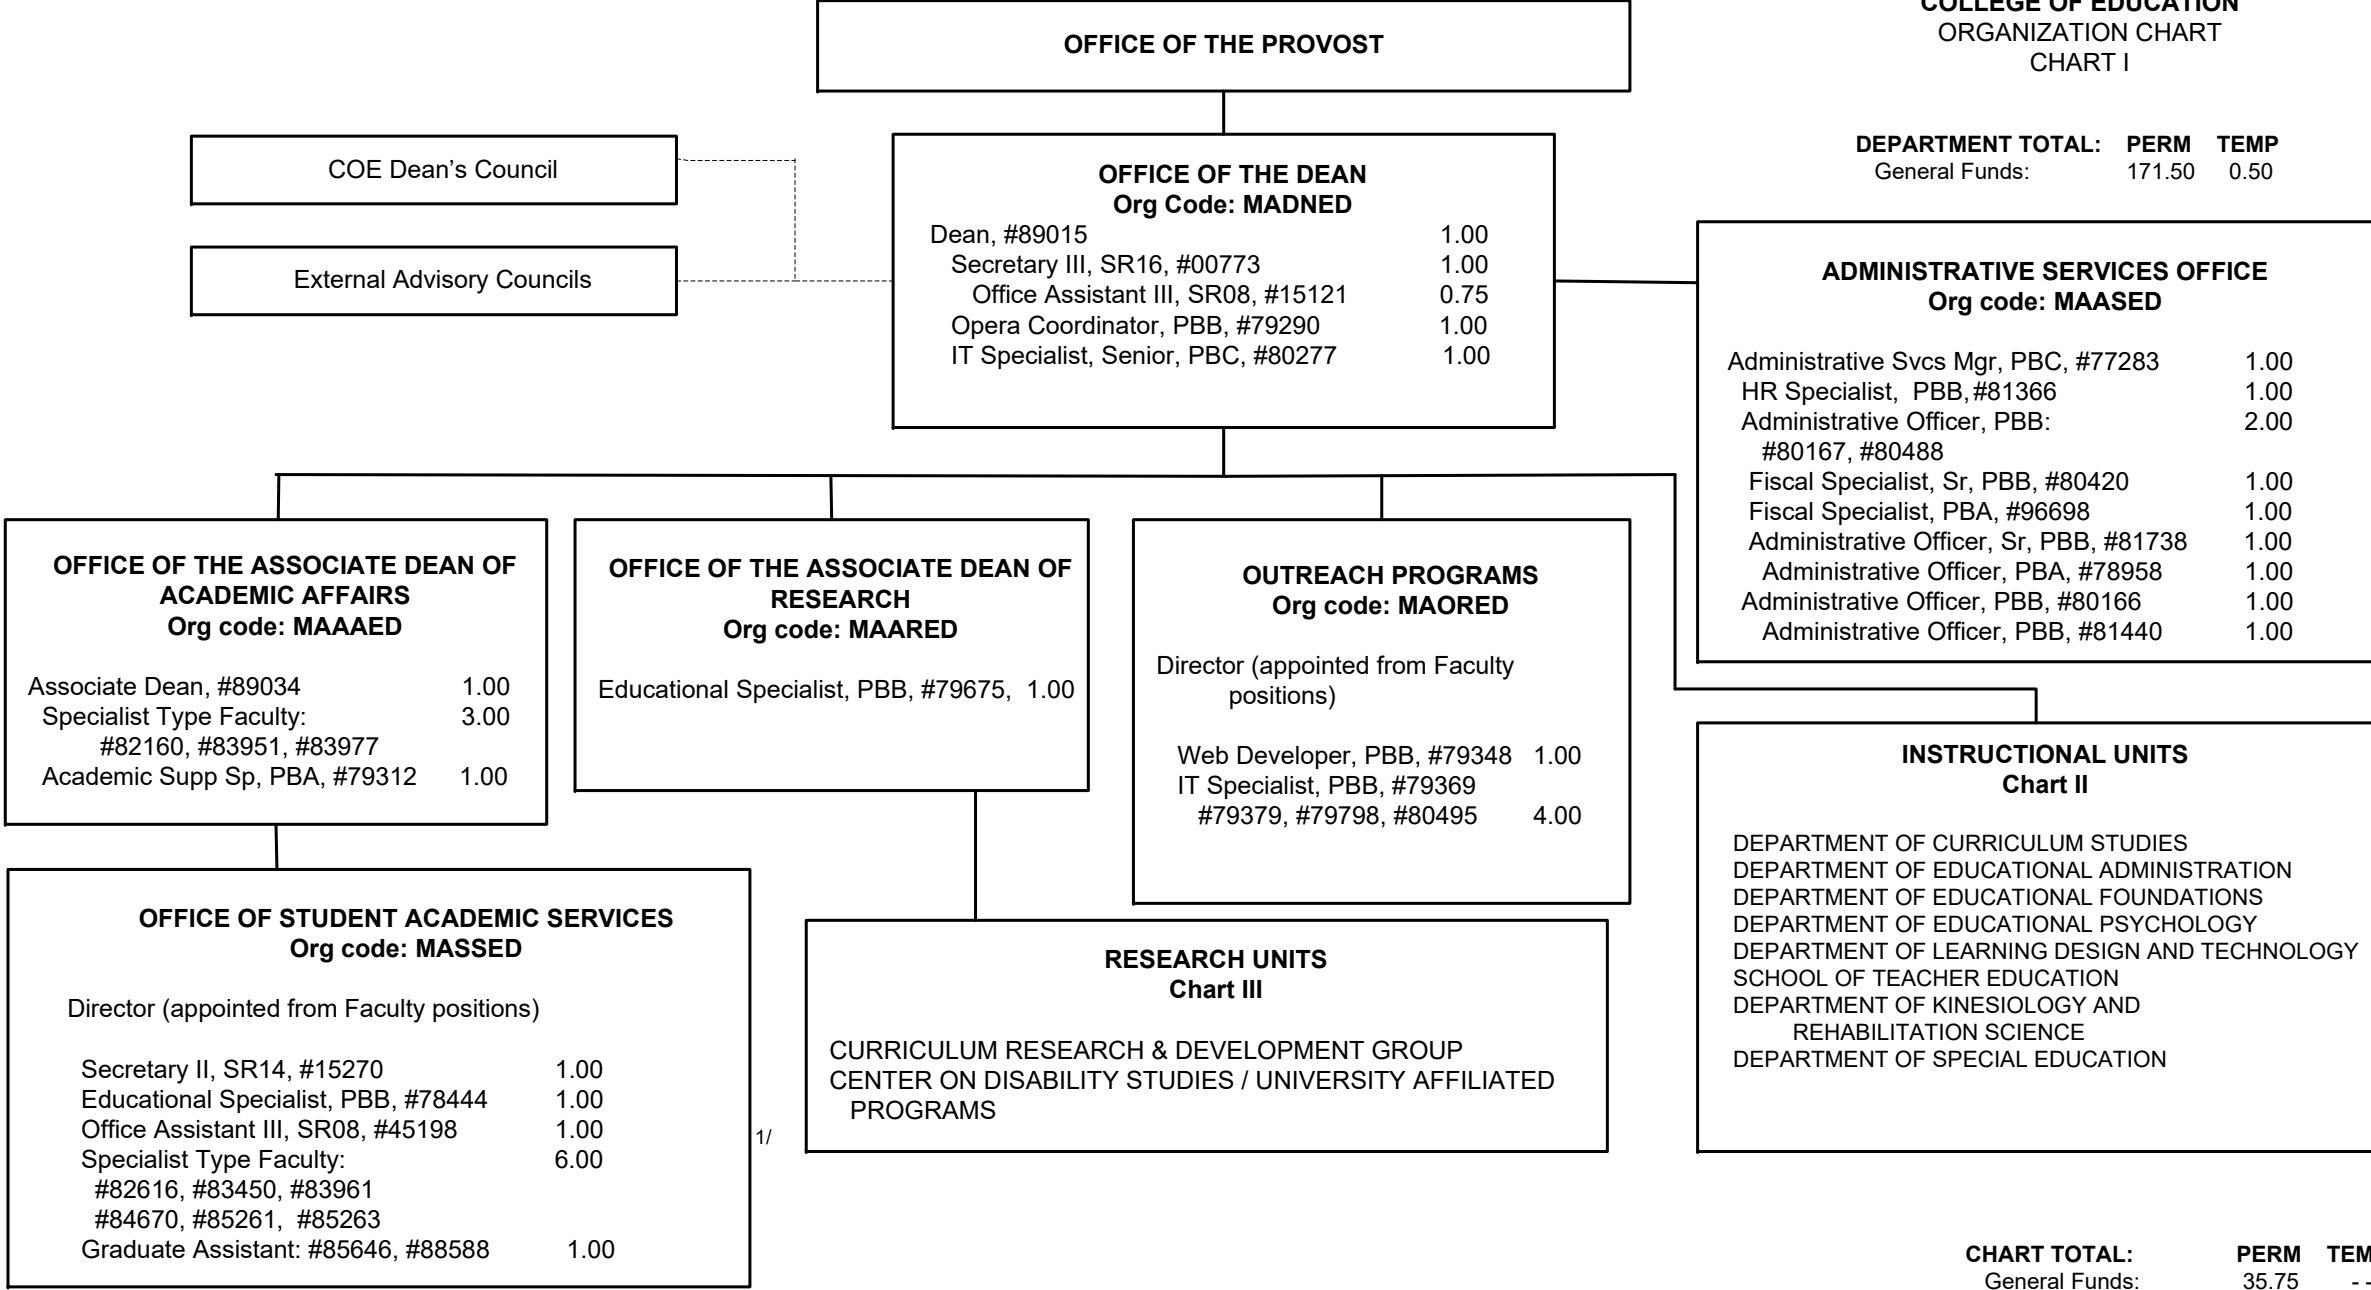 COLLEGE OF EDUCATION
ORGANIZATION CHART
CHART I
OFFICE OF THE PROVOST
DEPARTMENT TOTAL: PERM TEMP
General Funds: 171.50 0.50
COE Dean's Council
External Advisory Councils
OFFICE OF THE DEAN
Org Code: MADNED
Dean, #89015 1.00
Secretary III, SR16, #00773 1.00
Office Assistant III, SR08, #15121 0.75
Opera Coordinator, PBB, #79290 1.00
IT Specialist, Senior, PBC, #80277 1.00
ADMINISTRATIVE SERVICES OFFICE
Org code: MAASED
Administrative Svcs Mgr, PBC, #77283 1.00
HR Specialist, PBB, #81366 1.00
Administrative Officer, PBB: 2.00
#80167, #80488
Fiscal Specialist, Sr, PBB, #80420 1.00
Fiscal Specialist, PBA, #96698 1.00
Administrative Officer, Sr, PBB, #81738 1.00
Administrative Officer, PBA, #78958 1.00
Administrative Officer, PBB, #80166 1.00
Administrative Officer, PBB, #81440 1.00
OFFICE OF THE ASSOCIATE DEAN OF
ACADEMIC AFFAIRS
Org code: MAAAED
Associate Dean, #89034 1.00
Specialist Type Faculty: 3.00
#82160, #83951, #83977
Academic Supp Sp, PBA, #79312 1.00
OFFICE OF THE ASSOCIATE DEAN OF
RESEARCH
Org code: MAARED
Educational Specialist, PBB, #79675, 1.00
OUTREACH PROGRAMS
Org code: MAORED
Director (appointed from Faculty
positions)
Web Developer, PBB, #79348 1.00
IT Specialist, PBB, #79369
#79379, #79798, #80495 4.00
INSTRUCTIONAL UNITS
Chart II
DEPARTMENT OF CURRICULUM STUDIES
DEPARTMENT OF EDUCATIONAL ADMINISTRATION
DEPARTMENT OF EDUCATIONAL FOUNDATIONS
DEPARTMENT OF EDUCATIONAL PSYCHOLOGY
DEPARTMENT OF LEARNING DESIGN AND TECHNOLOGY
SCHOOL OF TEACHER EDUCATION
DEPARTMENT OF KINESIOLOGY AND
REHABILITATION SCIENCE
DEPARTMENT OF SPECIAL EDUCATION
OFFICE OF STUDENT ACADEMIC SERVICES
Org code: MASSED
Director (appointed from Faculty positions)
Secretary II, SR14, #15270 1.00
Educational Specialist, PBB, #78444 1.00
Office Assistant III, SR08, #45198 1.00
Specialist Type Faculty: 6.00
#82616, #83450, #83961
#84670, #85261, #85263
Graduate Assistant: #85646, #88588 1.00
1/
RESEARCH UNITS
Chart III
CURRICULUM RESEARCH & DEVELOPMENT GROUP
CENTER ON DISABILITY STUDIES / UNIVERSITY AFFILIATED
PROGRAMS
CHART TOTAL: PERM TEM
General Funds: 35.75 - -